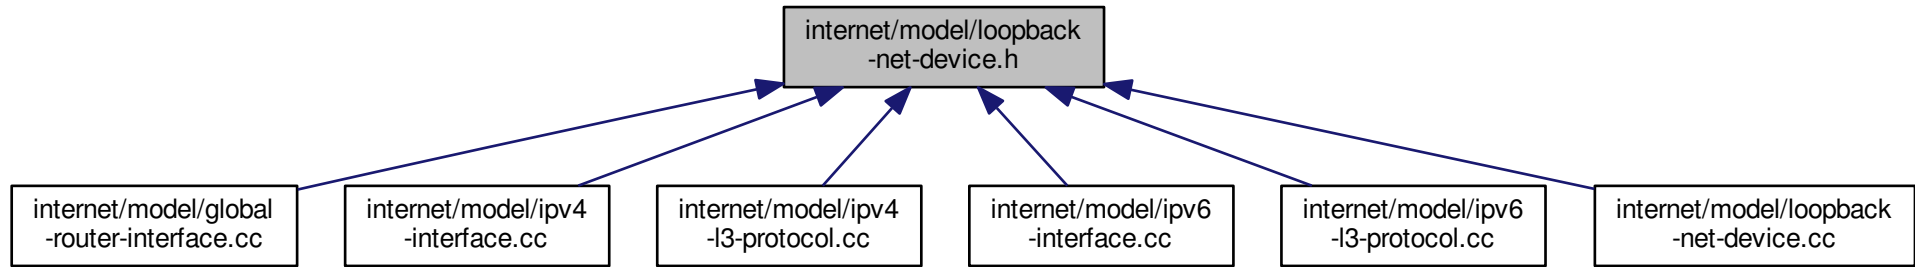 internet/model/loopback
-net-device.h
internet/model/global
-router-interface.cc
internet/model/ipv4
-interface.cc
internet/model/ipv4
-l3-protocol.cc
internet/model/ipv6
-interface.cc
internet/model/ipv6
-l3-protocol.cc
internet/model/loopback
-net-device.cc